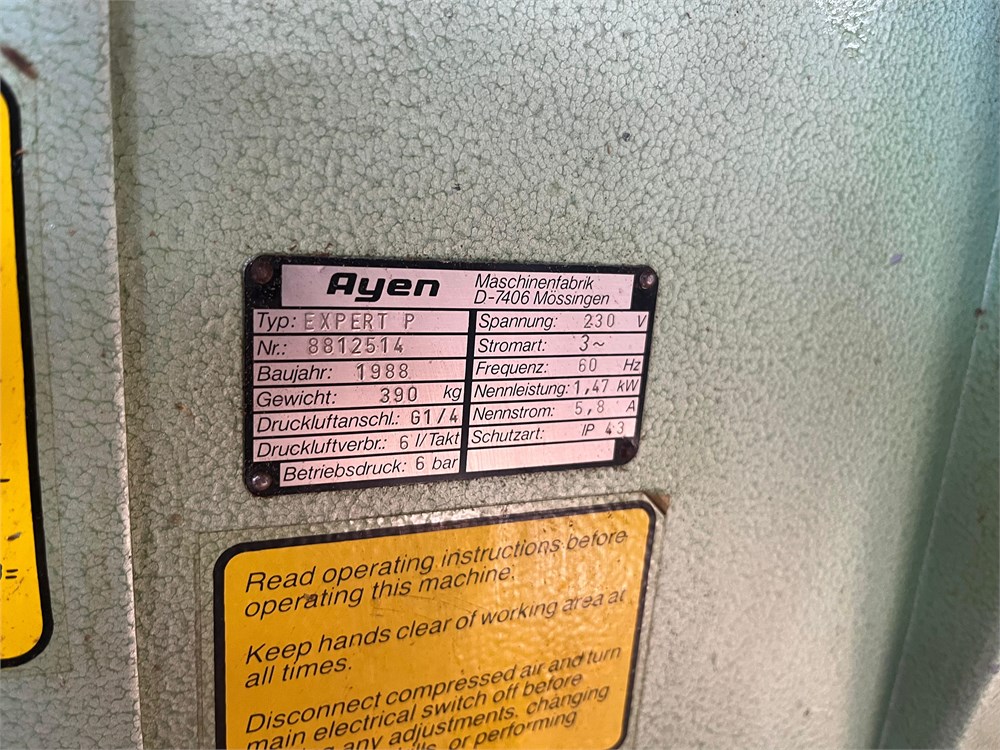 Ayen
Maschinenfabrik
D-7406 Mössingen
Typ: EXPERT P
Nr.: 8812514
Baujahr: 1988
Gewicht: 390 kg
Druckluftanschl.: G1/4
Druckluftverbr.: 6 l/Takt
Betriebsdruck: 6 bar
Spannung: 230 V
Stromart: 3~
Frequenz: 60 Hz
Nennleistung: 1,47 kW
Nennstrom: 5,8 A
Schutzart: IP 43
Read operating instructions before
operating this machine.
Keep hands clear of working area at
all times.
Disconnect compressed air and turn
main electrical switch off before
any adjustments, changing
or performing